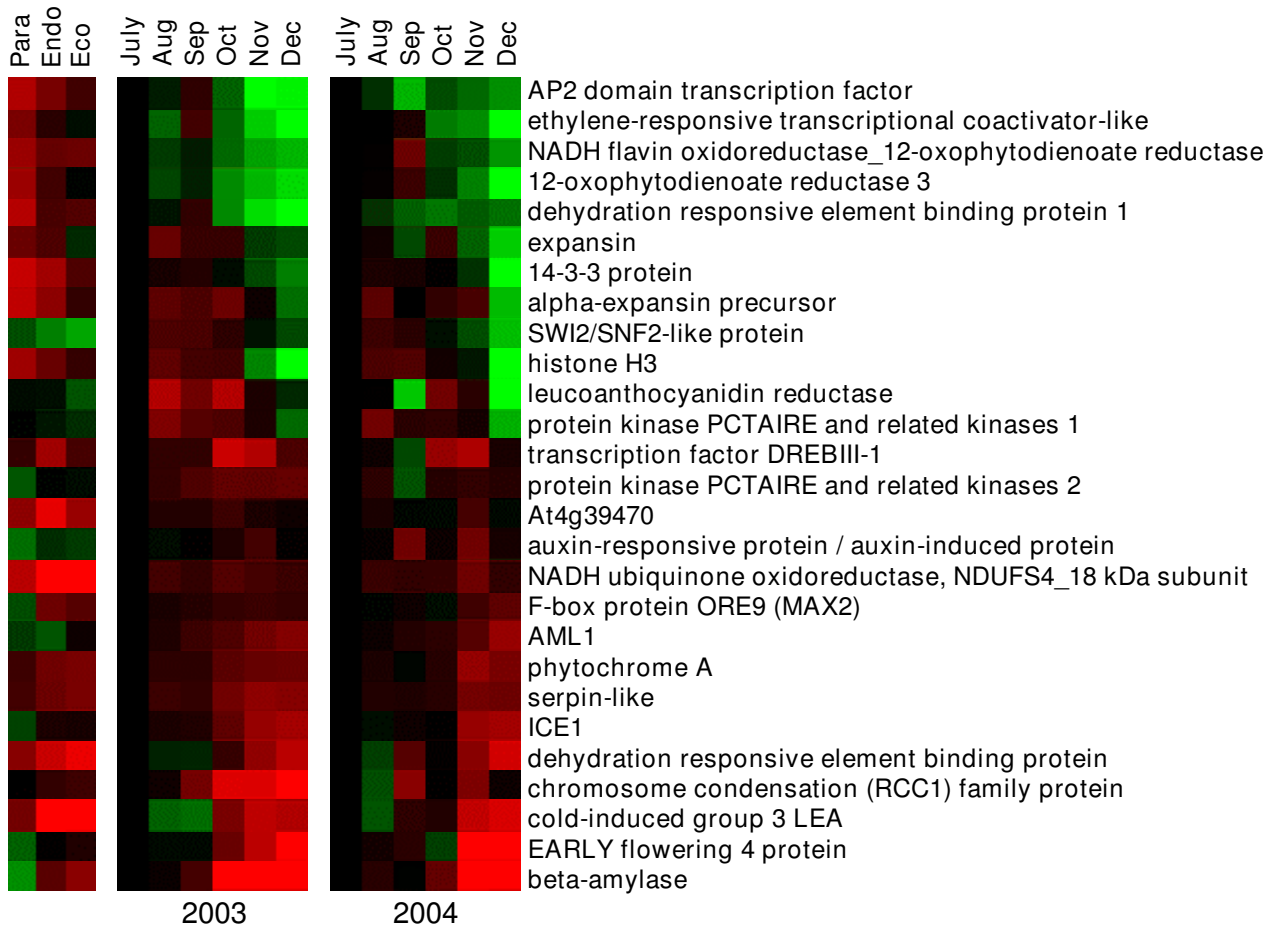 Para Endo Eco July Aug Sep Oct Nov Dec July Aug Sep Oct Nov Dec
AP2 domain transcription factor
ethylene-responsive transcriptional coactivator-like
NADH flavin oxidoreductase_12-oxophytodienoate reductase
12-oxophytodienoate reductase 3
dehydration responsive element binding protein 1
expansin
14-3-3 protein
alpha-expansin precursor
SWI2/SNF2-like protein
histone H3
leucoanthocyanidin reductase
protein kinase PCTAIRE and related kinases 1
transcription factor DREBIII-1
protein kinase PCTAIRE and related kinases 2
At4g39470
auxin-responsive protein / auxin-induced protein
NADH ubiquinone oxidoreductase, NDUFS4_18 kDa subunit
F-box protein ORE9 (MAX2)
AML1
phytochrome A
serpin-like
ICE1
dehydration responsive element binding protein
chromosome condensation (RCC1) family protein
cold-induced group 3 LEA
EARLY flowering 4 protein
beta-amylase
2003 2004